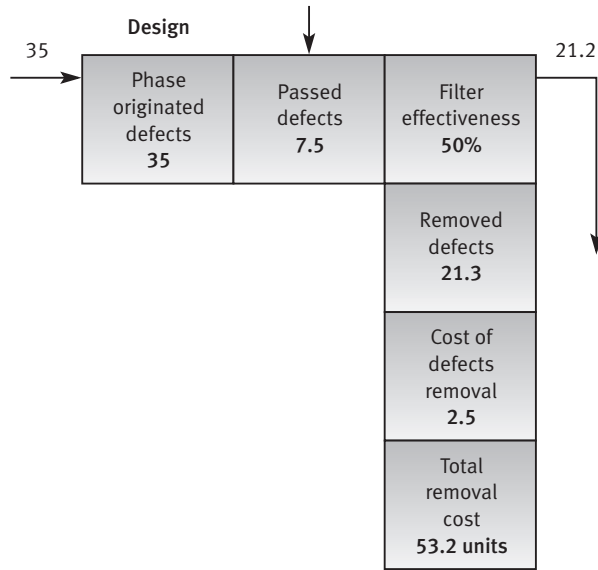 Design
35
21.2
Phase
originated
defects
35
Passed
defects
7.5
Filter
effectiveness
50%
Removed
defects
21.3
Cost of
defects
removal
2.5
Total
removal
cost
53.2 units